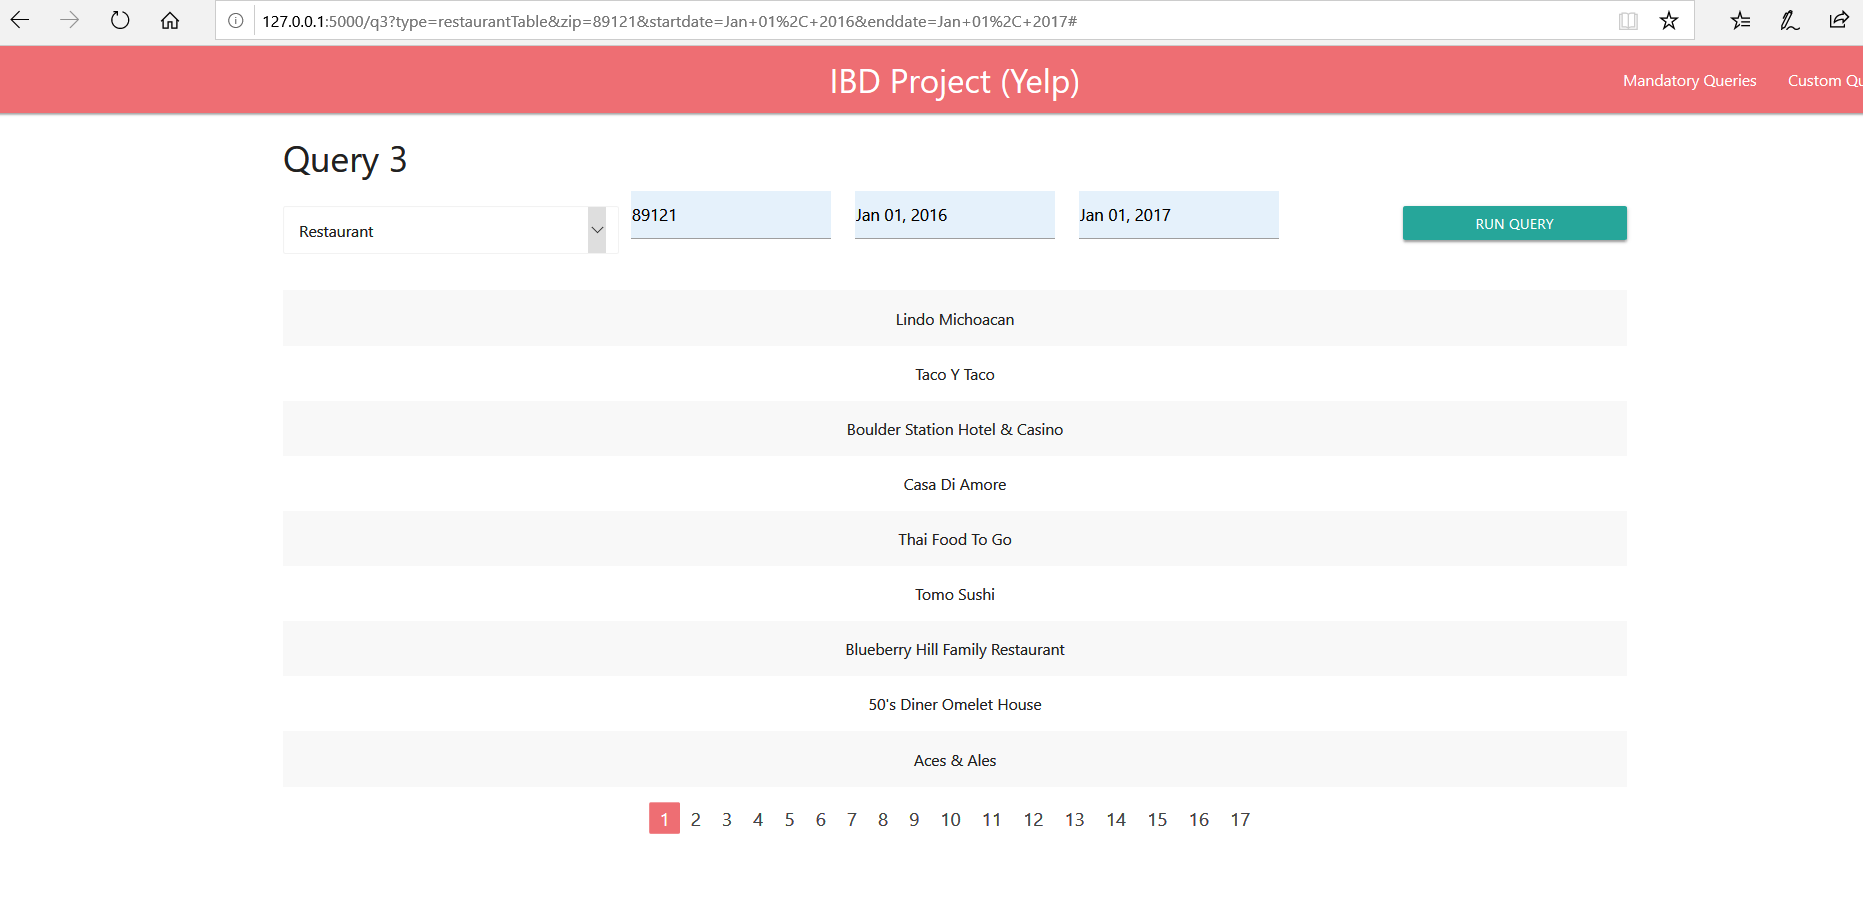 127.0.0.1:5000/q3?type=restaurantTable&zip=89121&startdate=Jan+01%2C+2016&enddate=Jan+01%2C+2017#
IBD Project (Yelp)
Mandatory Queries Custom Qu
Query 3
Restaurant 89121 Jan 01, 2016 Jan 01, 2017 RUN QUERY
Lindo Michoacan
Taco Y Taco
Boulder Station Hotel & Casino
Casa Di Amore
Thai Food To Go
Tomo Sushi
Blueberry Hill Family Restaurant
50's Diner Omelet House
Aces & Ales
1 2 3 4 5 6 7 8 9 10 11 12 13 14 15 16 17